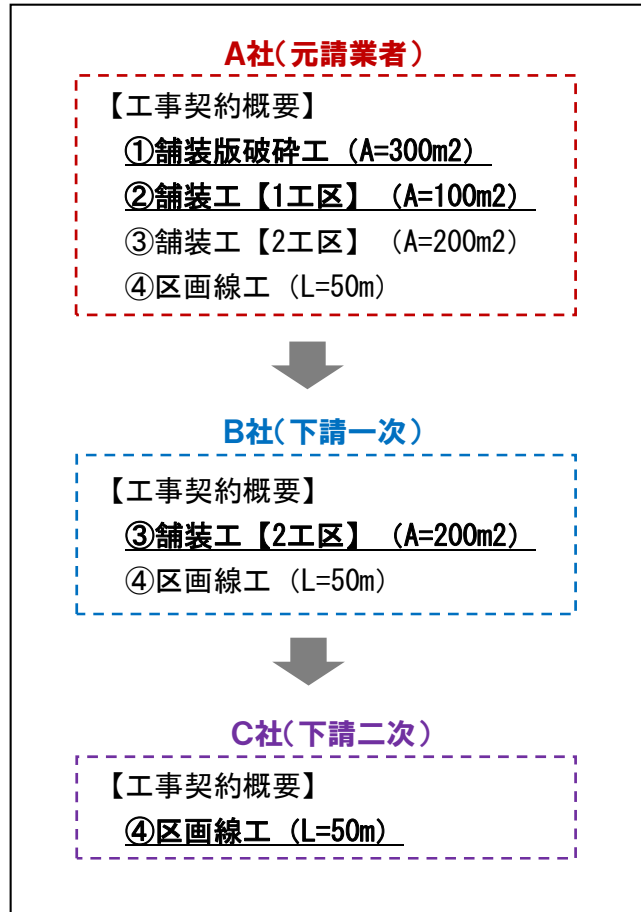 A社(元請業者)
【工事契約概要】
①舗装版破砕工 (A=300m2)
②舗装工【1工区】 (A=100m2)
③舗装工【2工区】 (A=200m2)
④区画線工 (L=50m)
B社(下請一次)
【工事契約概要】
③舗装工【2工区】 (A=200m2)
④区画線工 (L=50m)
C社(下請二次)
【工事契約概要】
④区画線工 (L=50m)